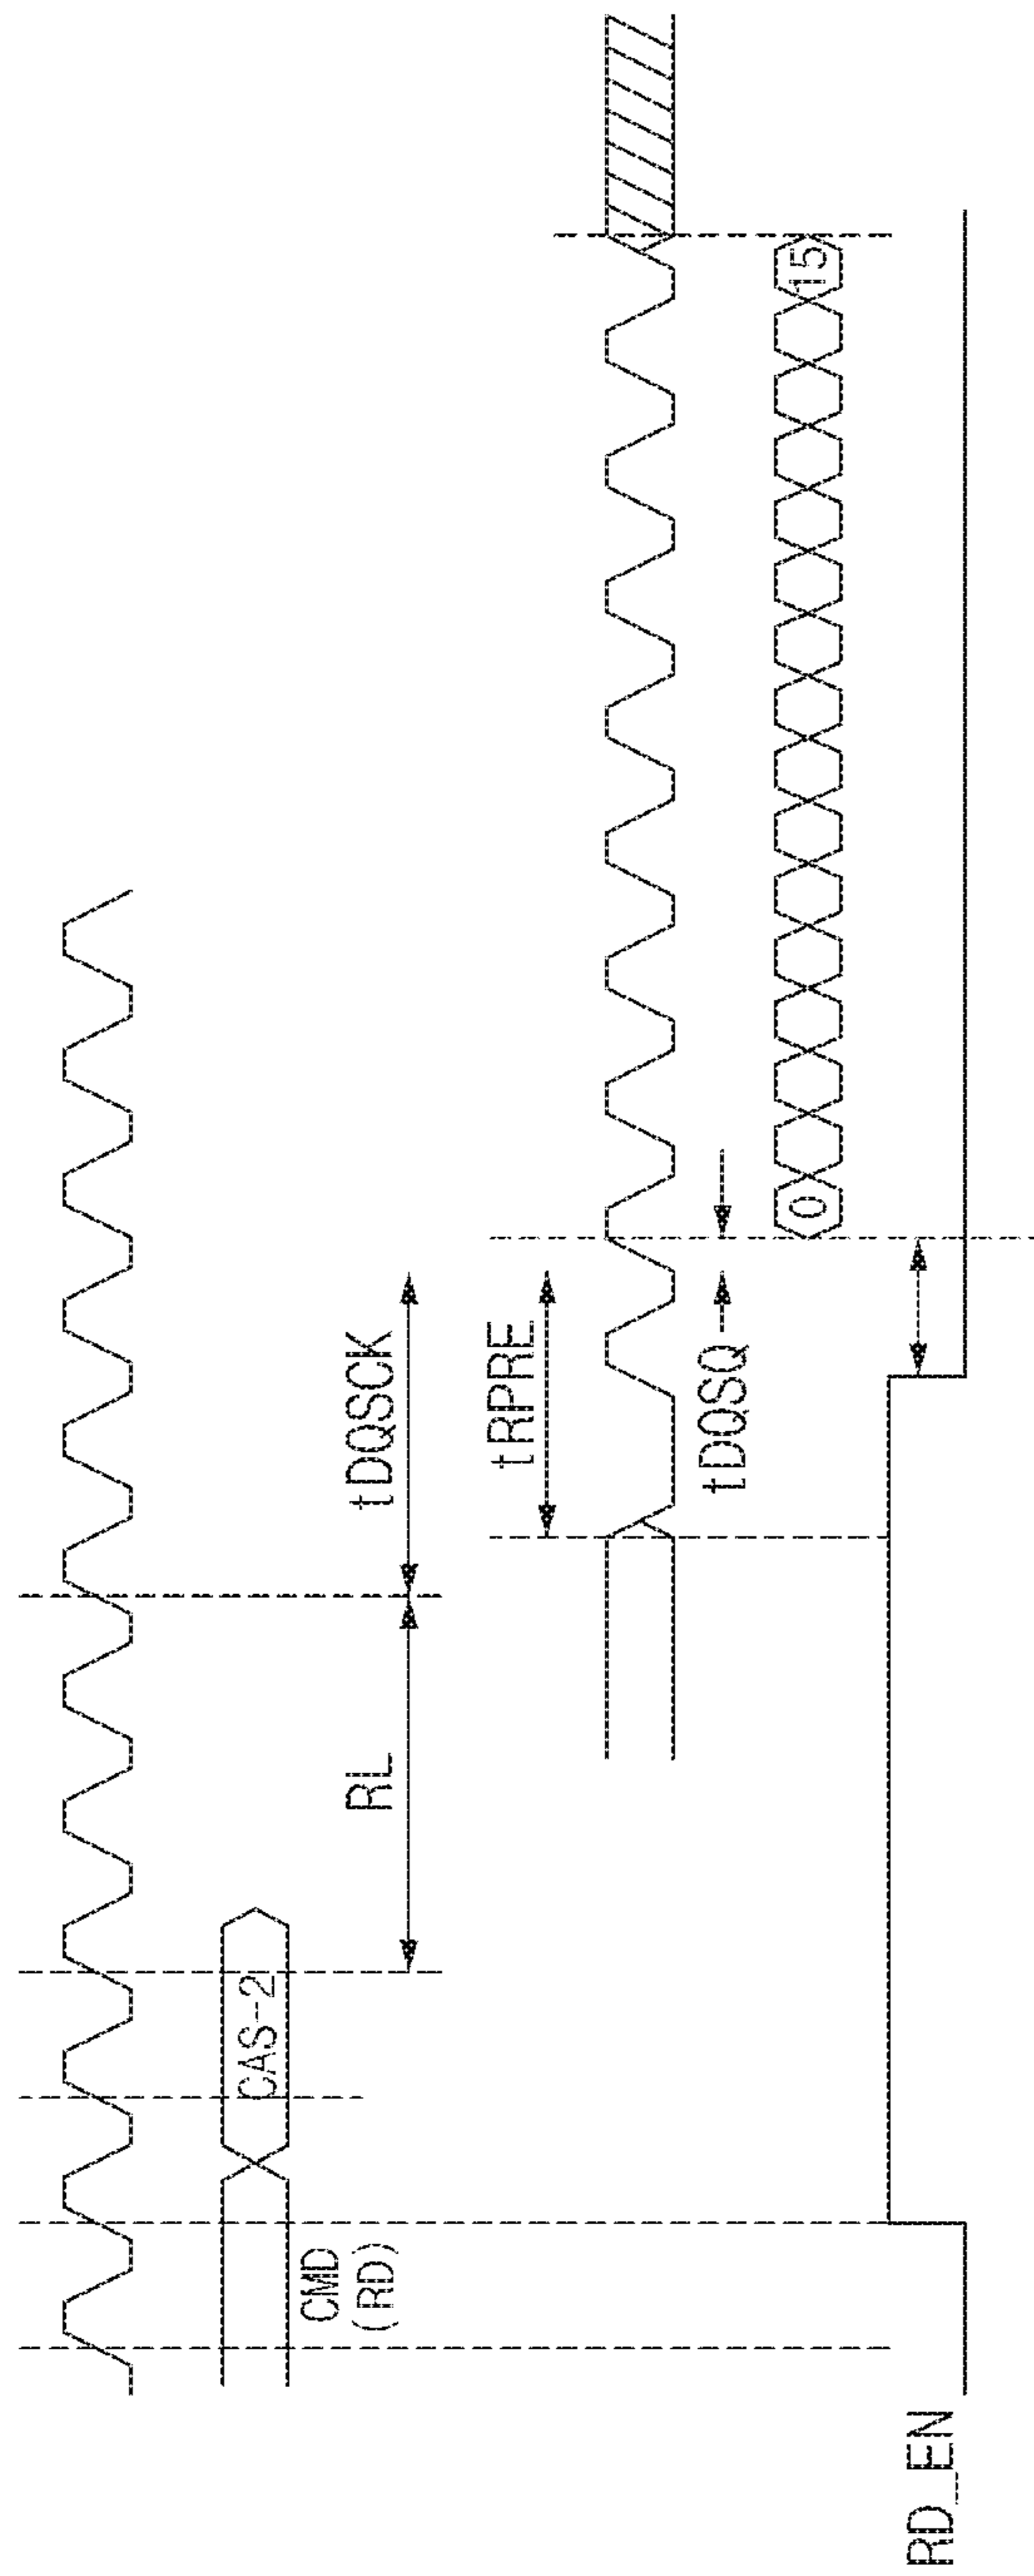 CMD
(RD)
CAS-2
RL
tDQSCK
tRPRE
tDQSQ
0
15
RD_EN